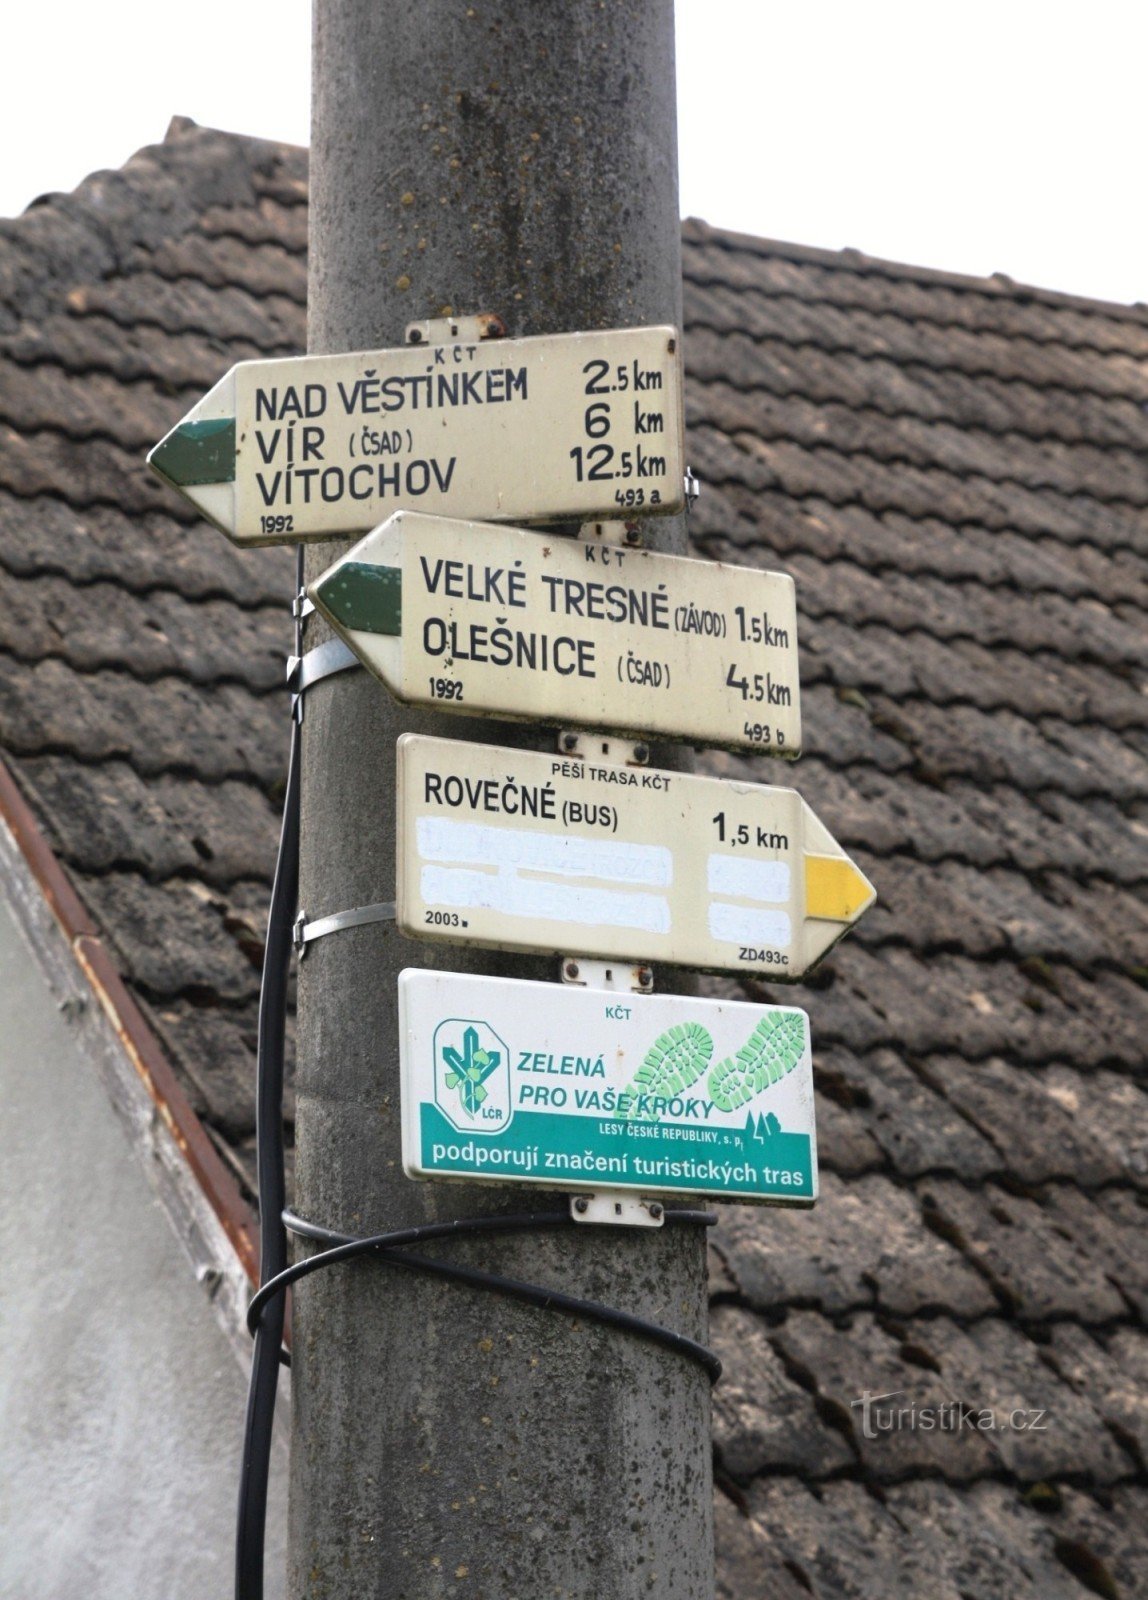 KČT
NAD VĚSTÍNKEM 2.5 km
VÍR (ČSAD) 6 km
VÍTOCHOV 12.5 km
1992 493 a
KČT
VELKÉ TRESNÉ (ZÁVOD) 1.5 km
OLEŠNICE (ČSAD) 4.5 km
1992 493 b
PĚŠÍ TRASA KČT
ROVEČNÉ (BUS) 1,5 km
2003 ZD493c
KČT
ZELENÁ
PRO VAŠE KROKY
LČR
LESY ČESKÉ REPUBLIKY, s. p.
podporují značení turistických tras
Turistika.cz